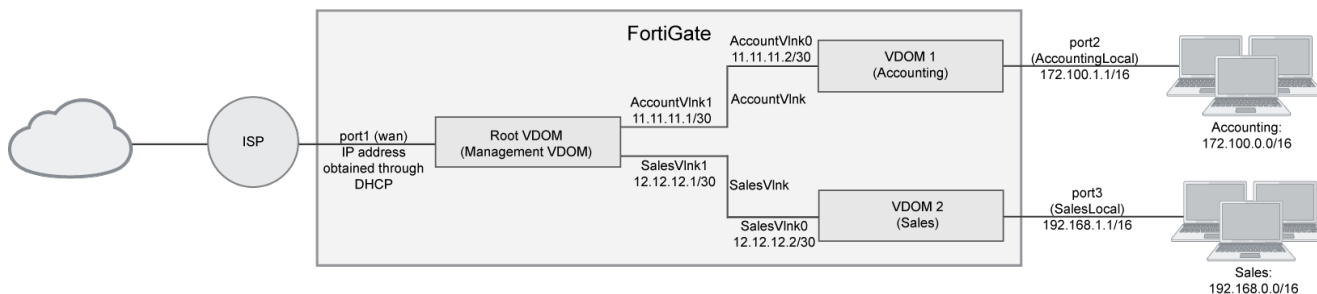 FortiGate
ISP
port1 (wan)
IP address
obtained through
DHCP
Root VDOM
(Management VDOM)
AccountVlnk1
11.11.11.1/30
SalesVlnk1
12.12.12.1/30
AccountVlnk0
11.11.11.2/30
AccountVlnk
SalesVlnk
SalesVlnk0
12.12.12.2/30
VDOM 1
(Accounting)
VDOM 2
(Sales)
port2
(AccountingLocal)
172.100.1.1/16
Accounting:
172.100.0.0/16
port3
(SalesLocal)
192.168.1.1/16
Sales:
192.168.0.0/16